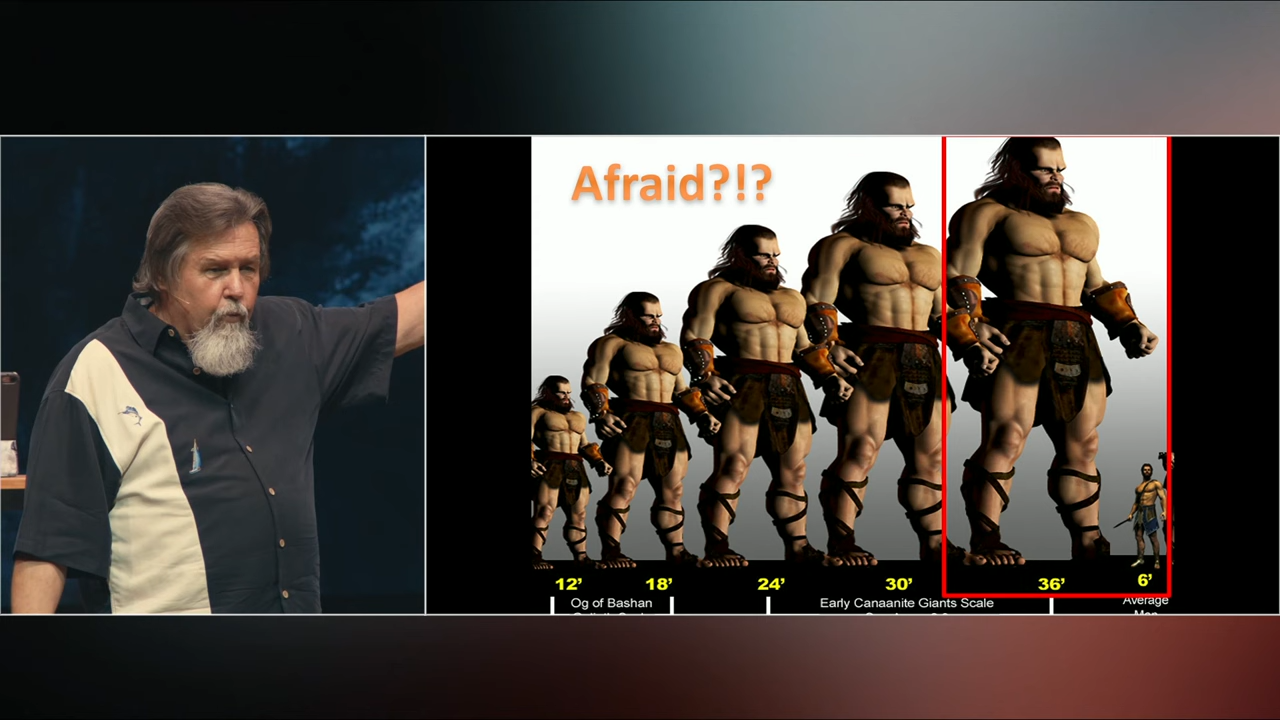 Afraid?!?
12' 18' 24' 30' 36' 6'
Og of Bashan Early Canaanite Giants Scale Average